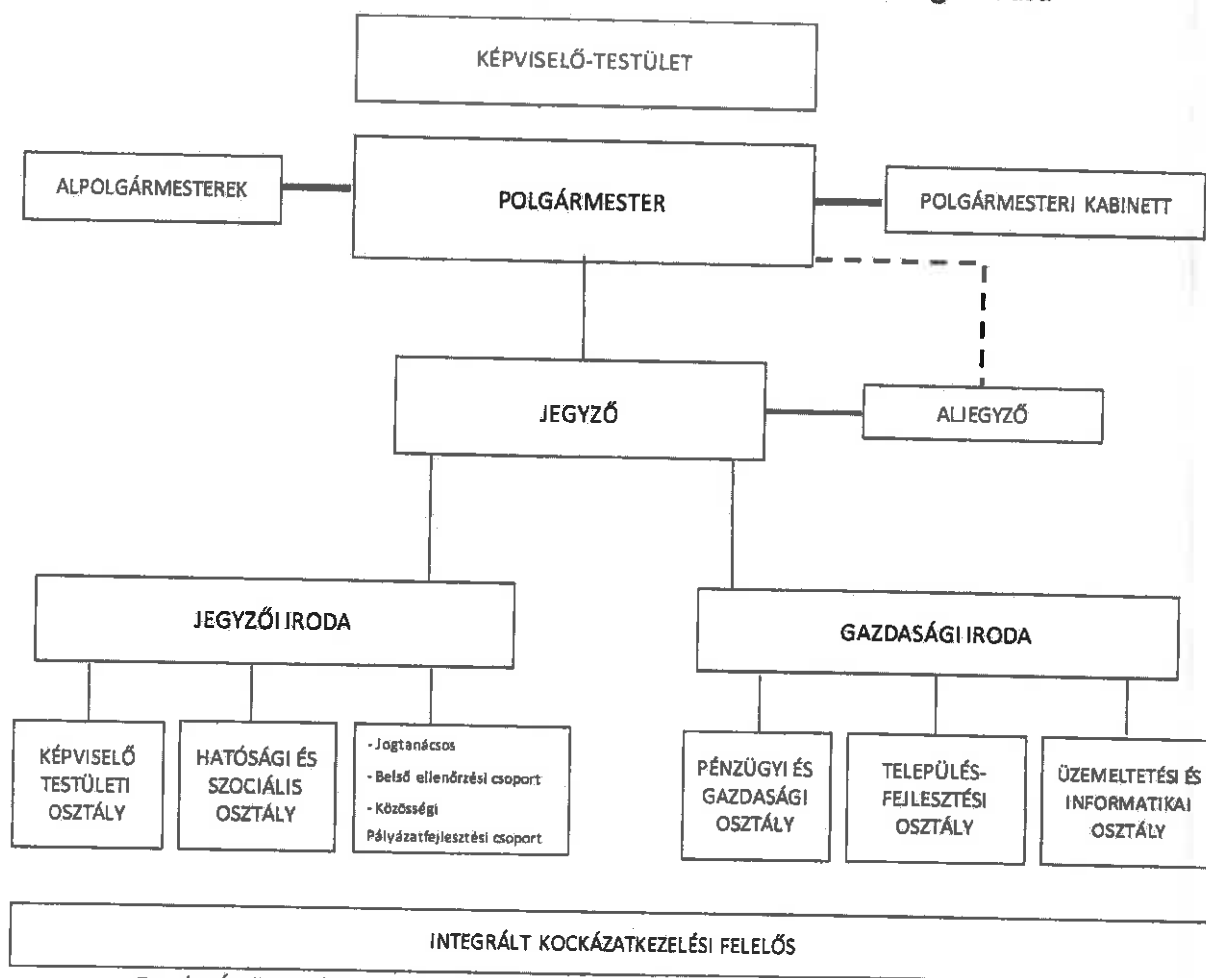 KÉPVISELŐ-TESTÜLET
ALPOLGÁRMESTEREK
POLGÁRMESTER
POLGÁRMESTERI KABINETT
JEGYZŐ
ALJEGYZŐ
JEGYZŐI IRODA
GAZDASÁGI IRODA
KÉPVISELŐ
TESTÜLETI
OSZTÁLY
HATÓSÁGI ÉS
SZOCIÁLIS
OSZTÁLY
- Jogtanácsos
- Belső ellenőrzési csoport
- Közösségi
Pályázatfejlesztési csoport
PÉNZÜGYI ÉS
GAZDASÁGI
OSZTÁLY
TELEPÜLÉS-
FEJLESZTÉSI
OSZTÁLY
ÜZEMELTETÉSI ÉS
INFORMATIKAI
OSZTÁLY
INTEGRÁLT KOCKÁZATKEZELÉSI FELELŐS